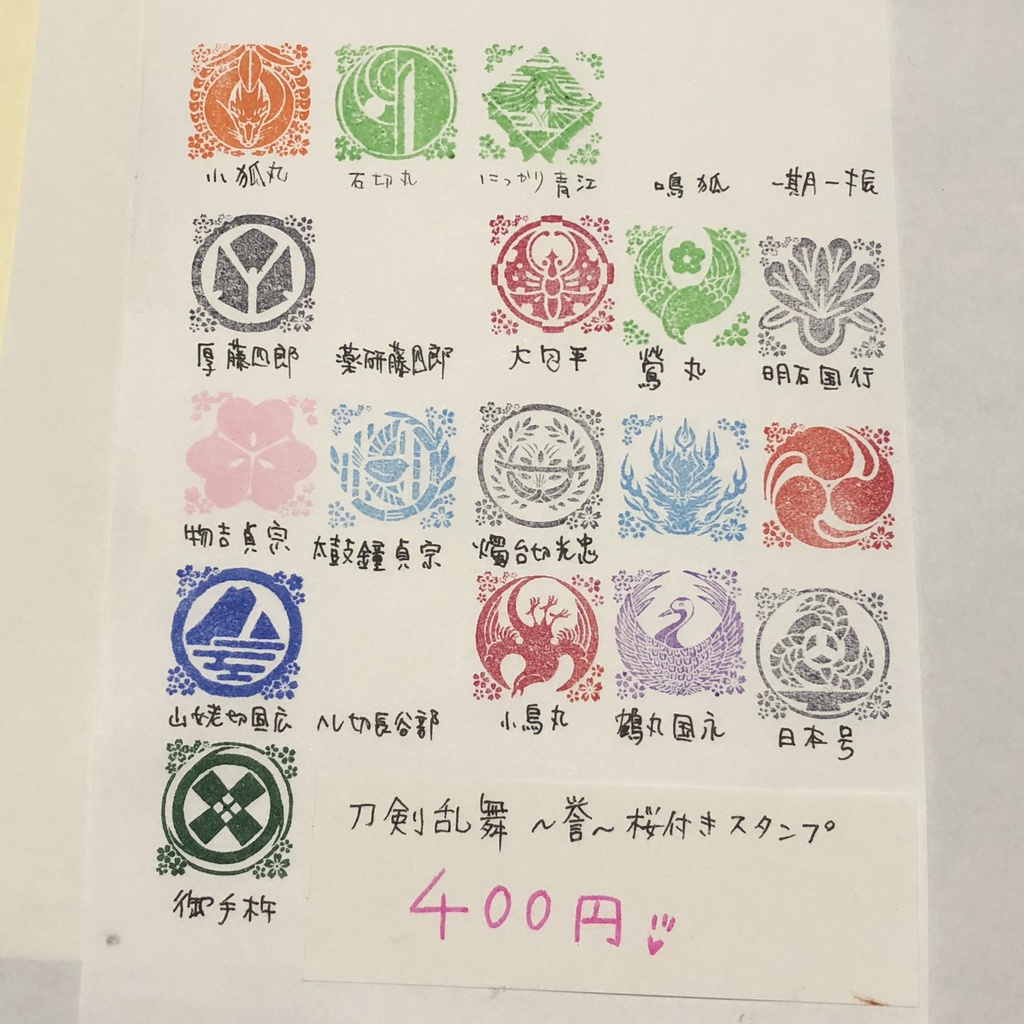 小狐丸 石切丸 にっかり青江 鳴狐 一期一振
厚藤四郎 薬研藤四郎 大包平 鶯丸 明石国行
物吉貞宗 太鼓鐘貞宗 燭台切光忠
山姥切国広 へし切長谷部 小烏丸 鶴丸国永 日本号
御手杵
刀剣乱舞 ~誉~ 桜付きスタンプ
400円